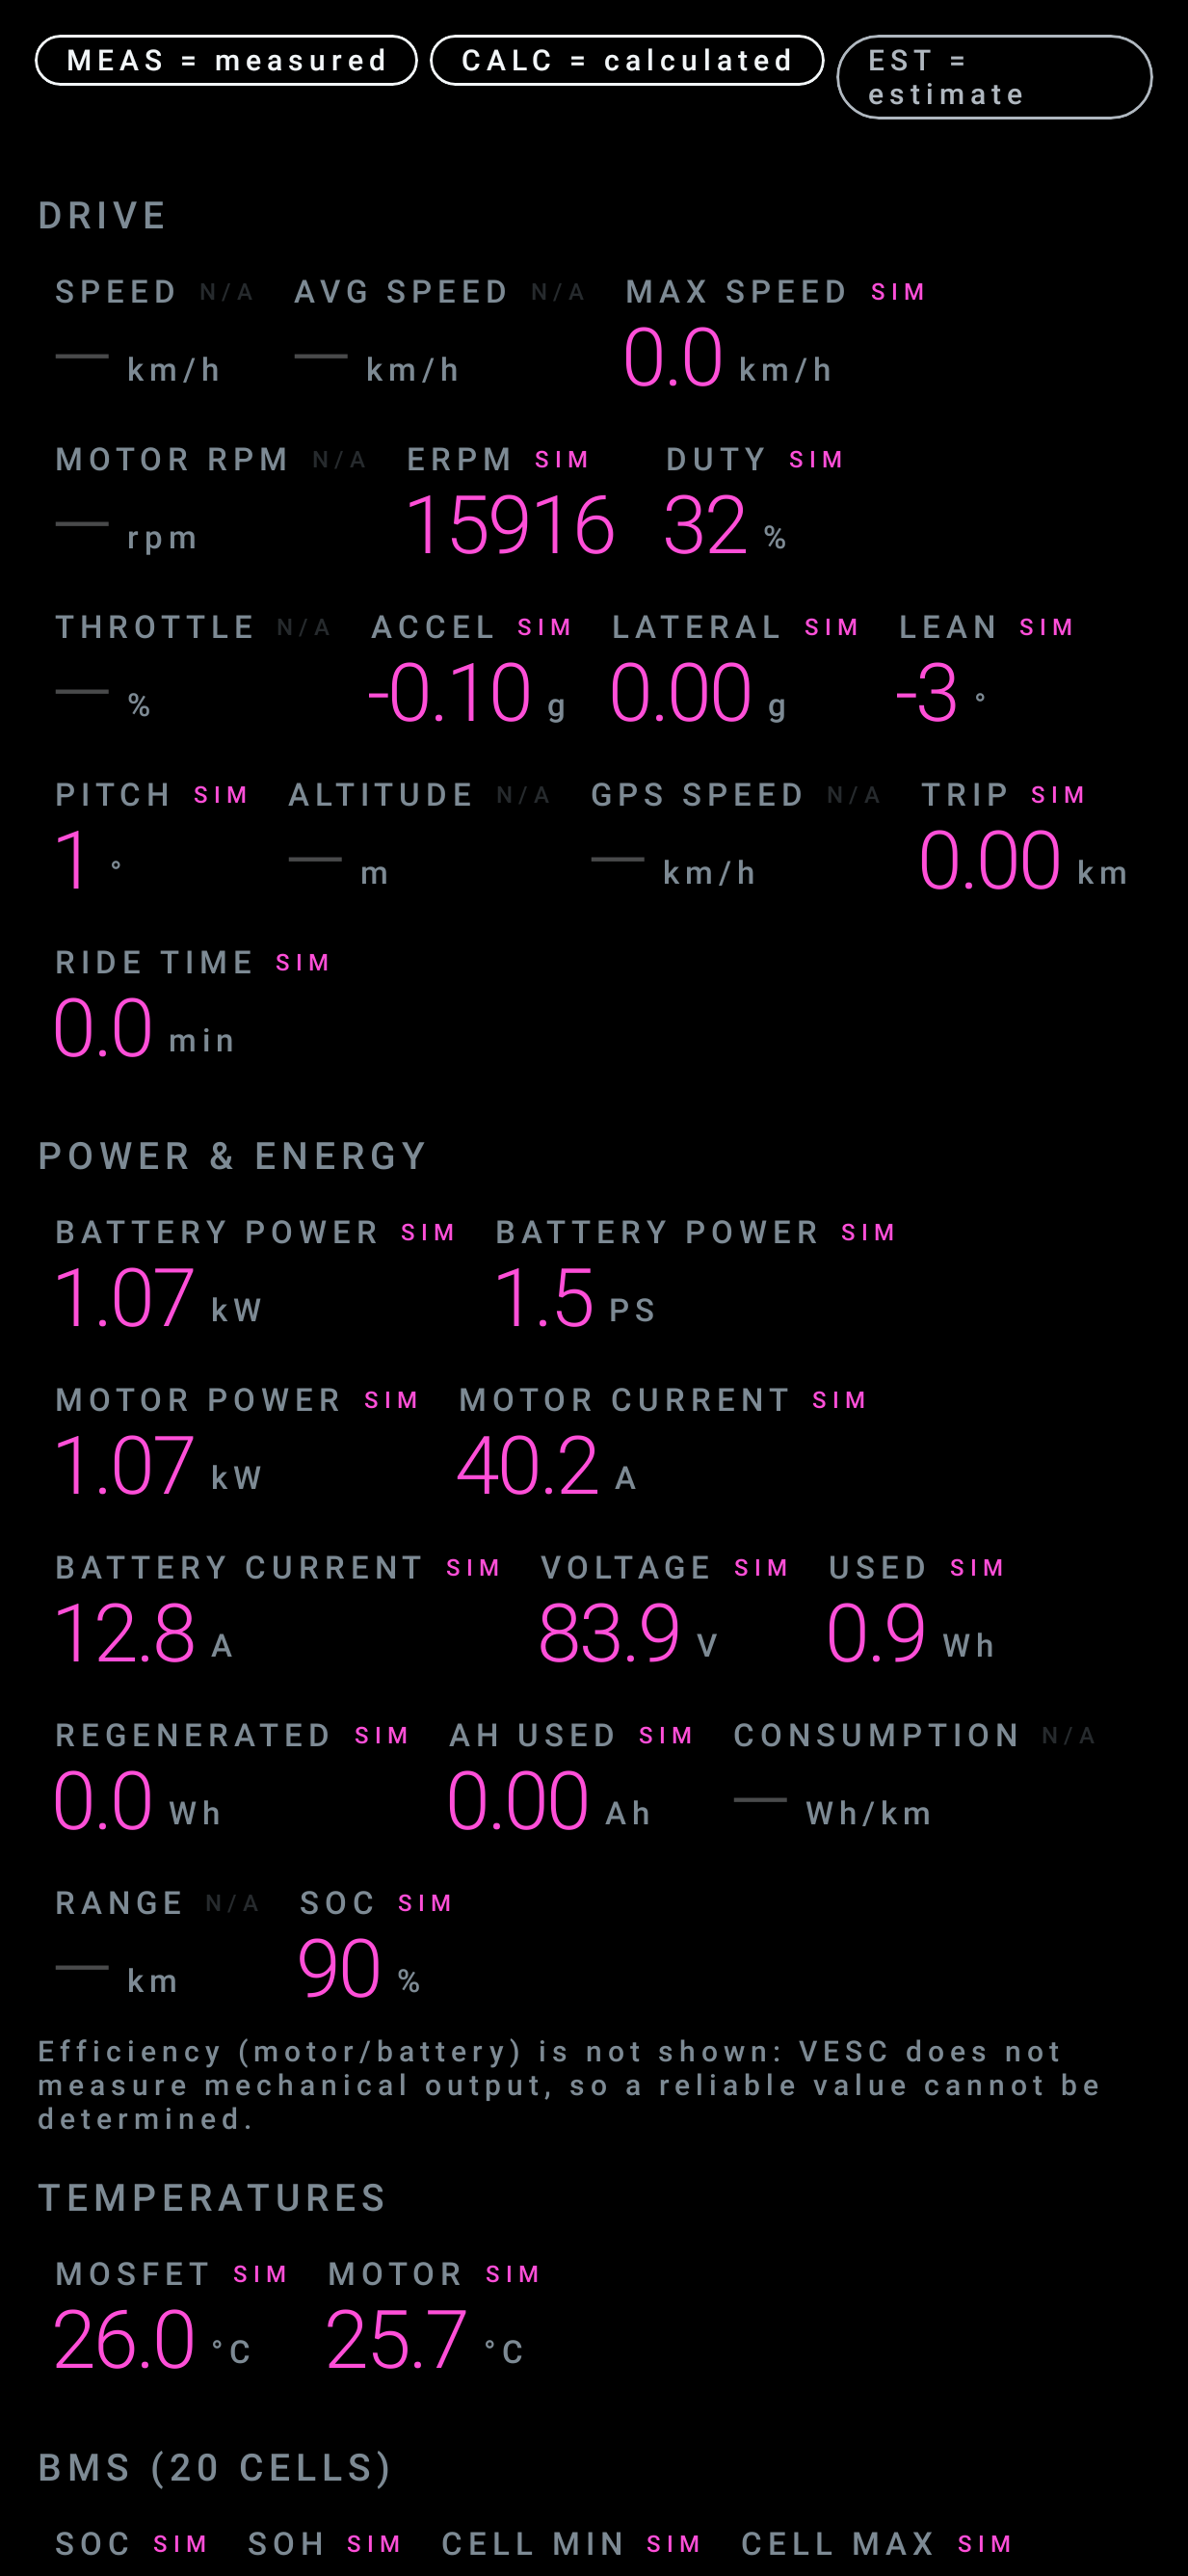 MEAS = measured CALC = calculated EST =
estimate
DRIVE
SPEED N/A AVG SPEED N/A MAX SPEED SIM
— km/h — km/h 0.0 km/h
MOTOR RPM N/A ERPM SIM DUTY SIM
— rpm 15916 32 %
THROTTLE N/A ACCEL SIM LATERAL SIM LEAN SIM
— % -0.10 g 0.00 g -3 °
PITCH SIM ALTITUDE N/A GPS SPEED N/A TRIP SIM
1 ° — m — km/h 0.00 km
RIDE TIME SIM
0.0 min
POWER & ENERGY
BATTERY POWER SIM BATTERY POWER SIM
1.07 kW 1.5 PS
MOTOR POWER SIM MOTOR CURRENT SIM
1.07 kW 40.2 A
BATTERY CURRENT SIM VOLTAGE SIM USED SIM
12.8 A 83.9 V 0.9 Wh
REGENERATED SIM AH USED SIM CONSUMPTION N/A
0.0 Wh 0.00 Ah — Wh/km
RANGE N/A SOC SIM
— km 90 %
Efficiency (motor/battery) is not shown: VESC does not
measure mechanical output, so a reliable value cannot be
determined.
TEMPERATURES
MOSFET SIM MOTOR SIM
26.0 °C 25.7 °C
BMS (20 CELLS)
SOC SIM SOH SIM CELL MIN SIM CELL MAX SIM